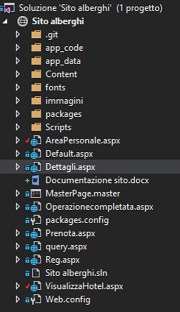 Soluzione 'Sito alberghi' (1 progetto)
Sito alberghi
.git
app_code
app_data
Content
fonts
immagini
packages
Scripts
AreaPersonale.aspx
Default.aspx
Dettagli.aspx
Documentazione sito.docx
MasterPage.master
Operazionecompletata.aspx
packages.config
Prenota.aspx
query.aspx
Reg.aspx
Sito alberghi.sln
VisualizzaHotel.aspx
Web.config